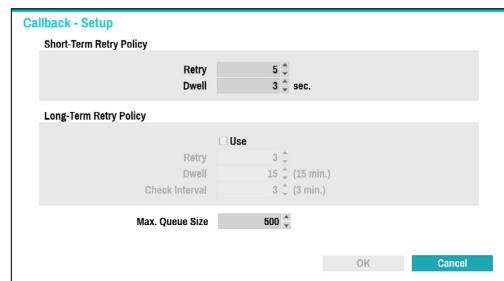 Callback - Setup
Short-Term Retry Policy
Retry 5
Dwell 3 sec.
Long-Term Retry Policy
Use
Retry 3
Dwell 15 (15 min.)
Check Interval 3 (3 min.)
Max. Queue Size 500
OK Cancel